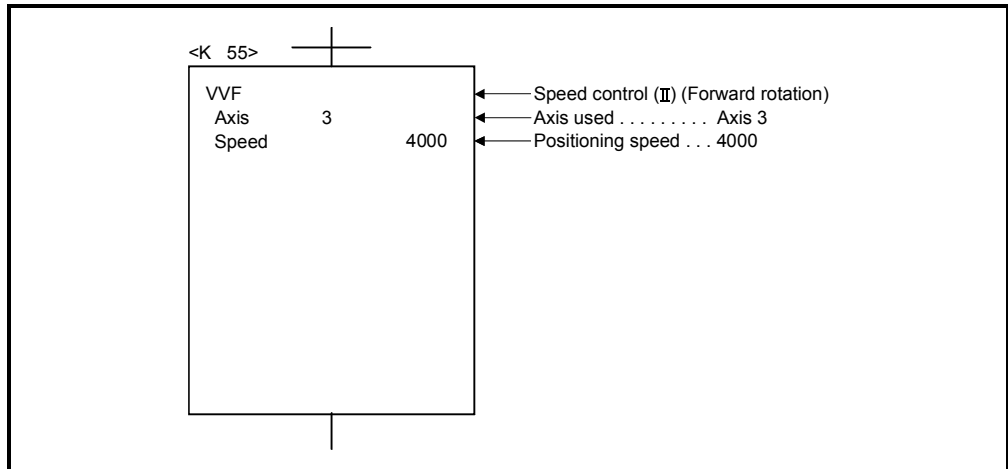 <K 55>
VVF Speed control (Ⅱ) (Forward rotation)
Axis 3 Axis used . . . . . . . . . Axis 3
Speed 4000 Positioning speed . . . 4000